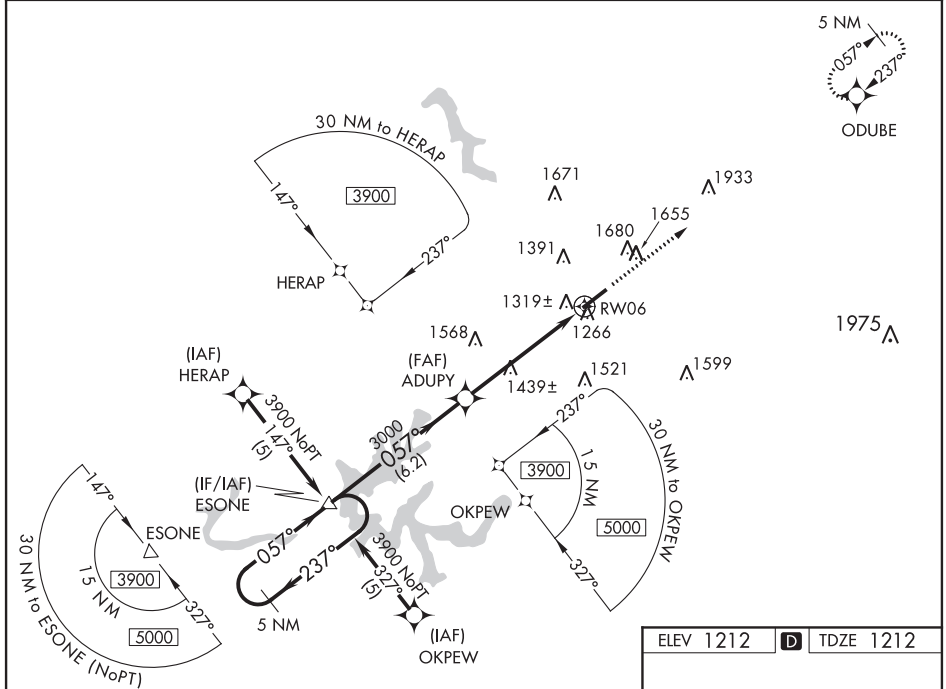 5 NM
057°
237°
ODUBE
30 NM to HERAP
3900
147°
237°
HERAP
1671
1933
1655
1680
1391
1319±
RW06
1266
1568
1975
(FAF)
ADUPY
1439±
1521
1599
(IAF)
HERAP
3900 NoPT
147°
(5)
3000
057°
(6.2)
(IF/IAF)
ESONE
057°
237°
5 NM
3900 NoPT
327°
(5)
(IAF)
OKPEW
237°
3900
15 NM
30 NM to OKPEW
OKPEW
5000
327°
147°
ESONE
3900
15 NM
327°
5000
30 NM to ESONE (NoPT)
ELEV 1212 D TDZE 1212